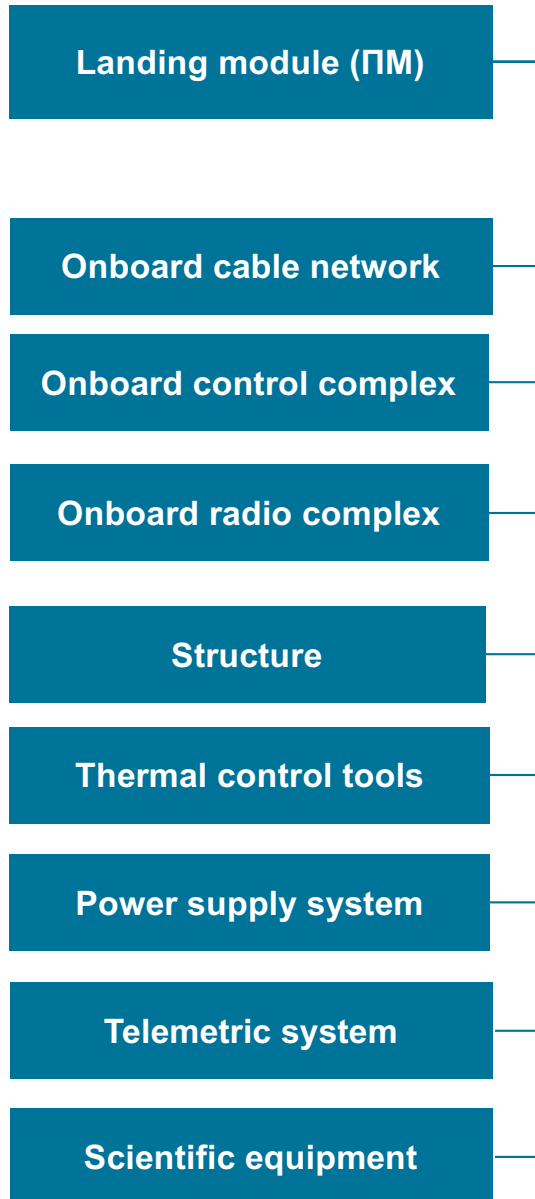 Landing module (ПМ)
Onboard cable network
Onboard control complex
Onboard radio complex
Structure
Thermal control tools
Power supply system
Telemetric system
Scientific equipment